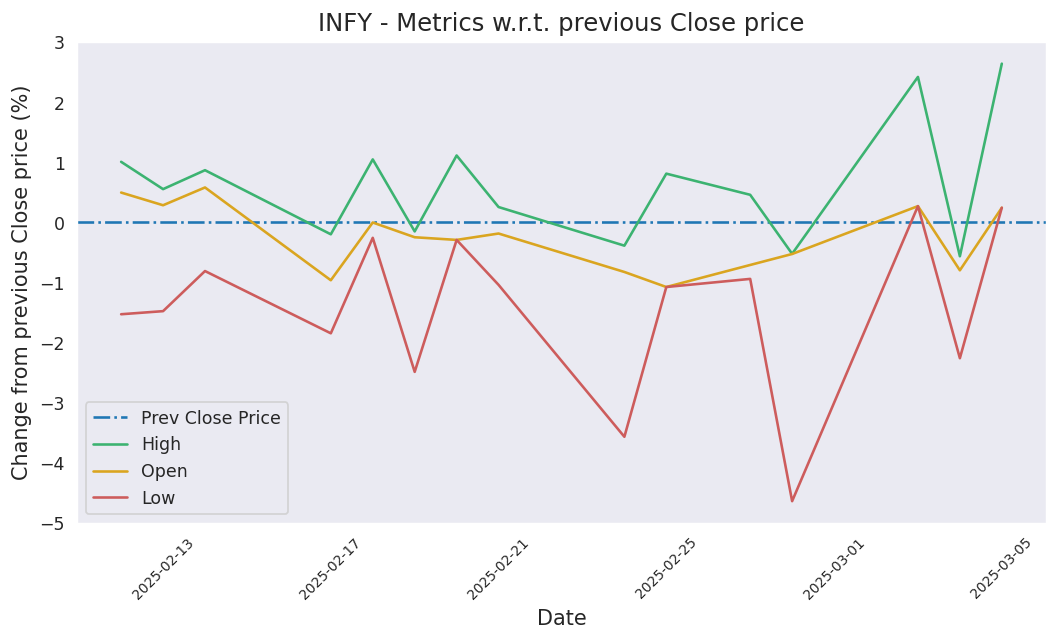 INFY - Metrics w.r.t. previous Close price
Change from previous Close price (%)
3
2
1
0
−1
−2
−3
−4
−5
Prev Close Price
High
Open
Low
2025-02-13
2025-02-17
2025-02-21
2025-02-25
2025-03-01
2025-03-05
Date